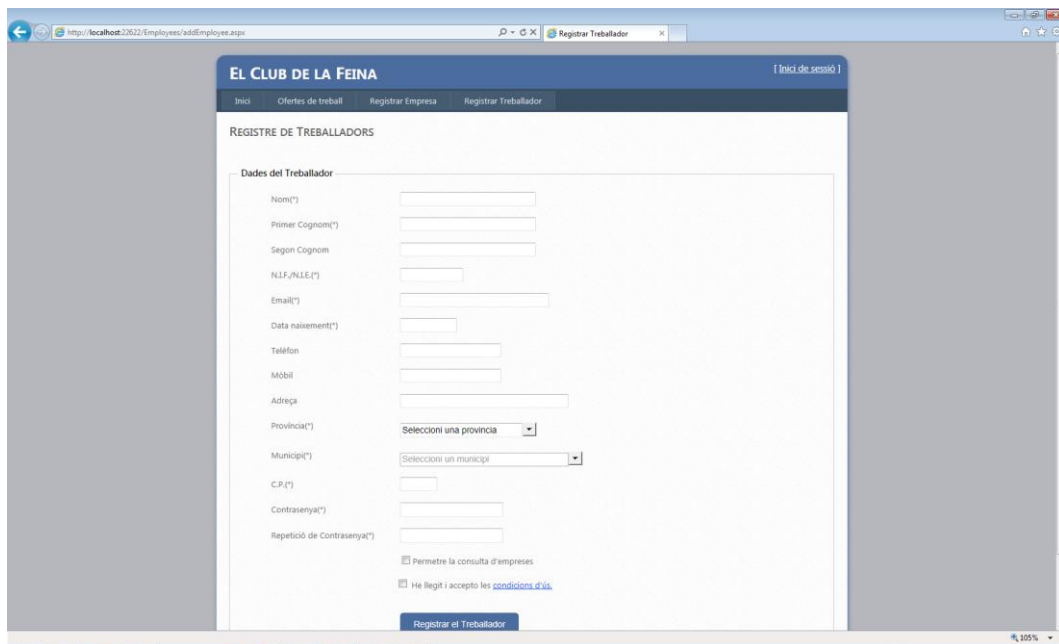 http://localhost:22622/Employees/addEmployee.aspx
Registrar Treballador
EL CLUB DE LA FEINA
[ Inici de sessió ]
Inici Ofertes de treball Registrar Empresa Registrar Treballador
REGISTRE DE TREBALLADORS
Dades del Treballador
Nom(*)
Primer Cognom(*)
Segon Cognom
N.I.F./N.I.E.(*)
Email(*)
Data naixement(*)
Telèfon
Mòbil
Adreça
Província(*) Seleccioni una provincia
Municipi(*) Seleccioni un municipi
C.P.(*)
Contrasenya(*)
Repetició de Contrasenya(*)
Permetre la consulta d'empreses
He llegit i accepto les condicions d'ús.
Registrar el Treballador
105%